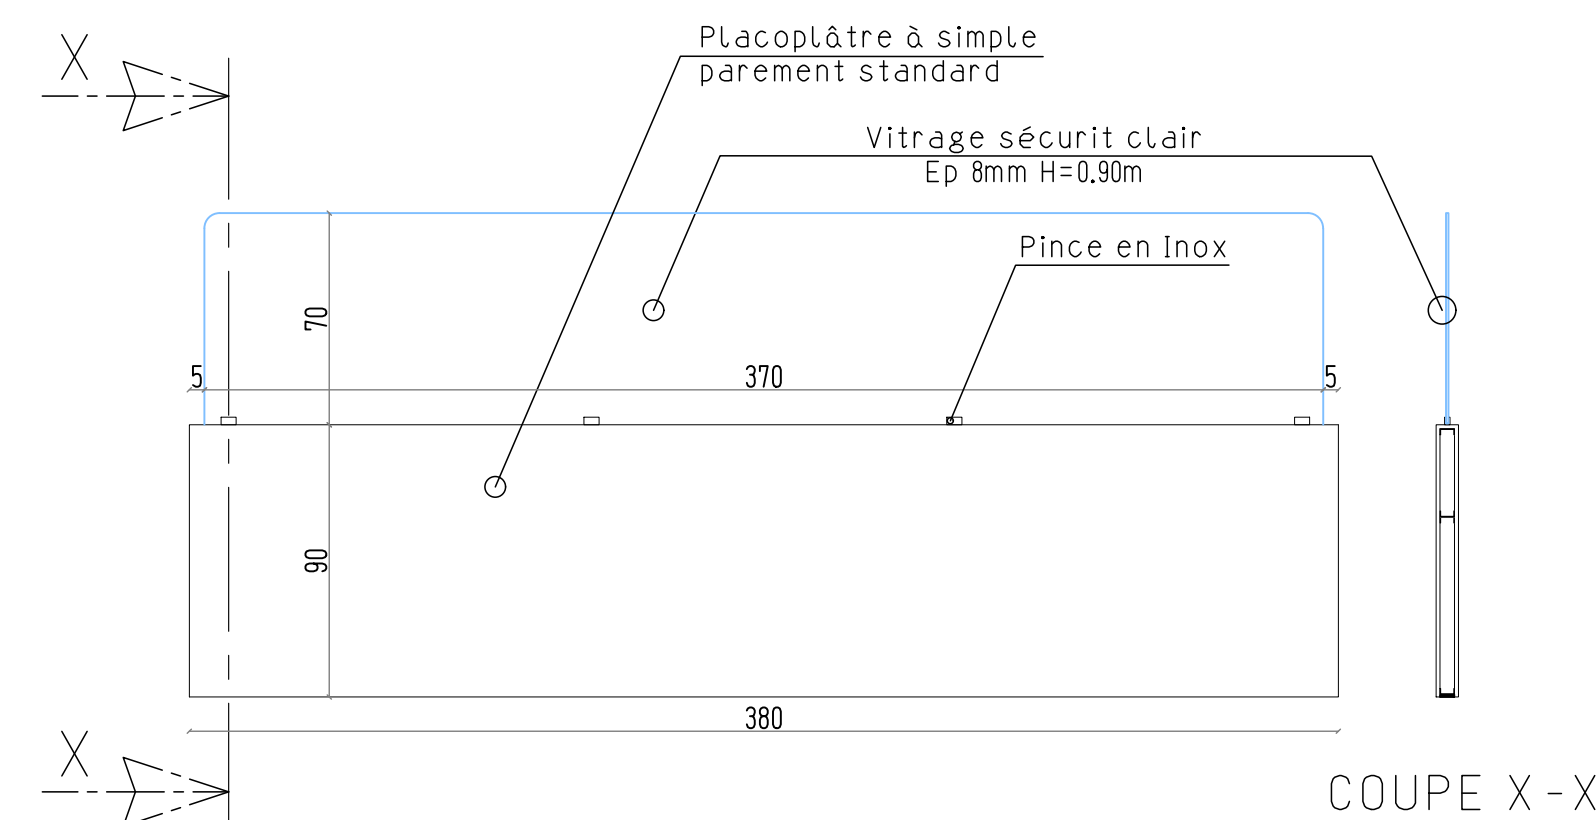 X
Placoplâtre à simple
parement standard
Vitrage sécurit clair
Ep 8mm H=0.90m
Pince en Inox
70
5
370
5
90
380
X
COUPE X-X